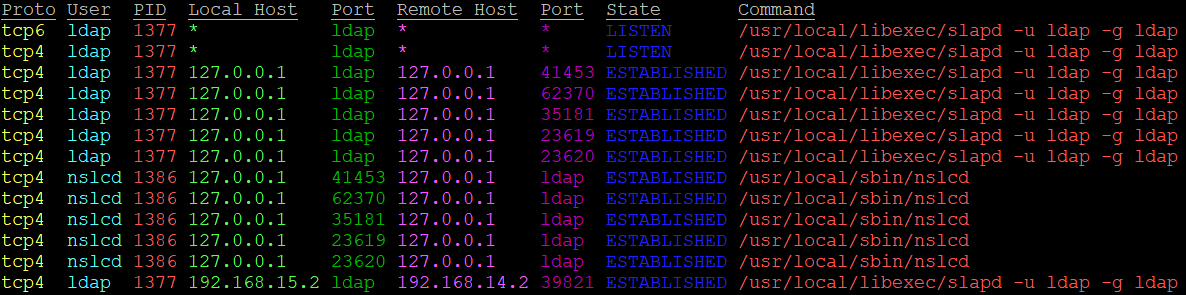 Proto User  PID  Local Host   Port  Remote Host  Port  State       Command
tcp6  ldap  1377 *            ldap  *            *     LISTEN      /usr/local/libexec/slapd -u ldap -g ldap
tcp4  ldap  1377 *            ldap  *            *     LISTEN      /usr/local/libexec/slapd -u ldap -g ldap
tcp4  ldap  1377 127.0.0.1    ldap  127.0.0.1    41453 ESTABLISHED /usr/local/libexec/slapd -u ldap -g ldap
tcp4  ldap  1377 127.0.0.1    ldap  127.0.0.1    62370 ESTABLISHED /usr/local/libexec/slapd -u ldap -g ldap
tcp4  ldap  1377 127.0.0.1    ldap  127.0.0.1    35181 ESTABLISHED /usr/local/libexec/slapd -u ldap -g ldap
tcp4  ldap  1377 127.0.0.1    ldap  127.0.0.1    23619 ESTABLISHED /usr/local/libexec/slapd -u ldap -g ldap
tcp4  ldap  1377 127.0.0.1    ldap  127.0.0.1    23620 ESTABLISHED /usr/local/libexec/slapd -u ldap -g ldap
tcp4  nslcd 1386 127.0.0.1    41453 127.0.0.1    ldap  ESTABLISHED /usr/local/sbin/nslcd
tcp4  nslcd 1386 127.0.0.1    62370 127.0.0.1    ldap  ESTABLISHED /usr/local/sbin/nslcd
tcp4  nslcd 1386 127.0.0.1    35181 127.0.0.1    ldap  ESTABLISHED /usr/local/sbin/nslcd
tcp4  nslcd 1386 127.0.0.1    23619 127.0.0.1    ldap  ESTABLISHED /usr/local/sbin/nslcd
tcp4  nslcd 1386 127.0.0.1    23620 127.0.0.1    ldap  ESTABLISHED /usr/local/sbin/nslcd
tcp4  ldap  1377 192.168.15.2 ldap  192.168.14.2 39821 ESTABLISHED /usr/local/libexec/slapd -u ldap -g ldap